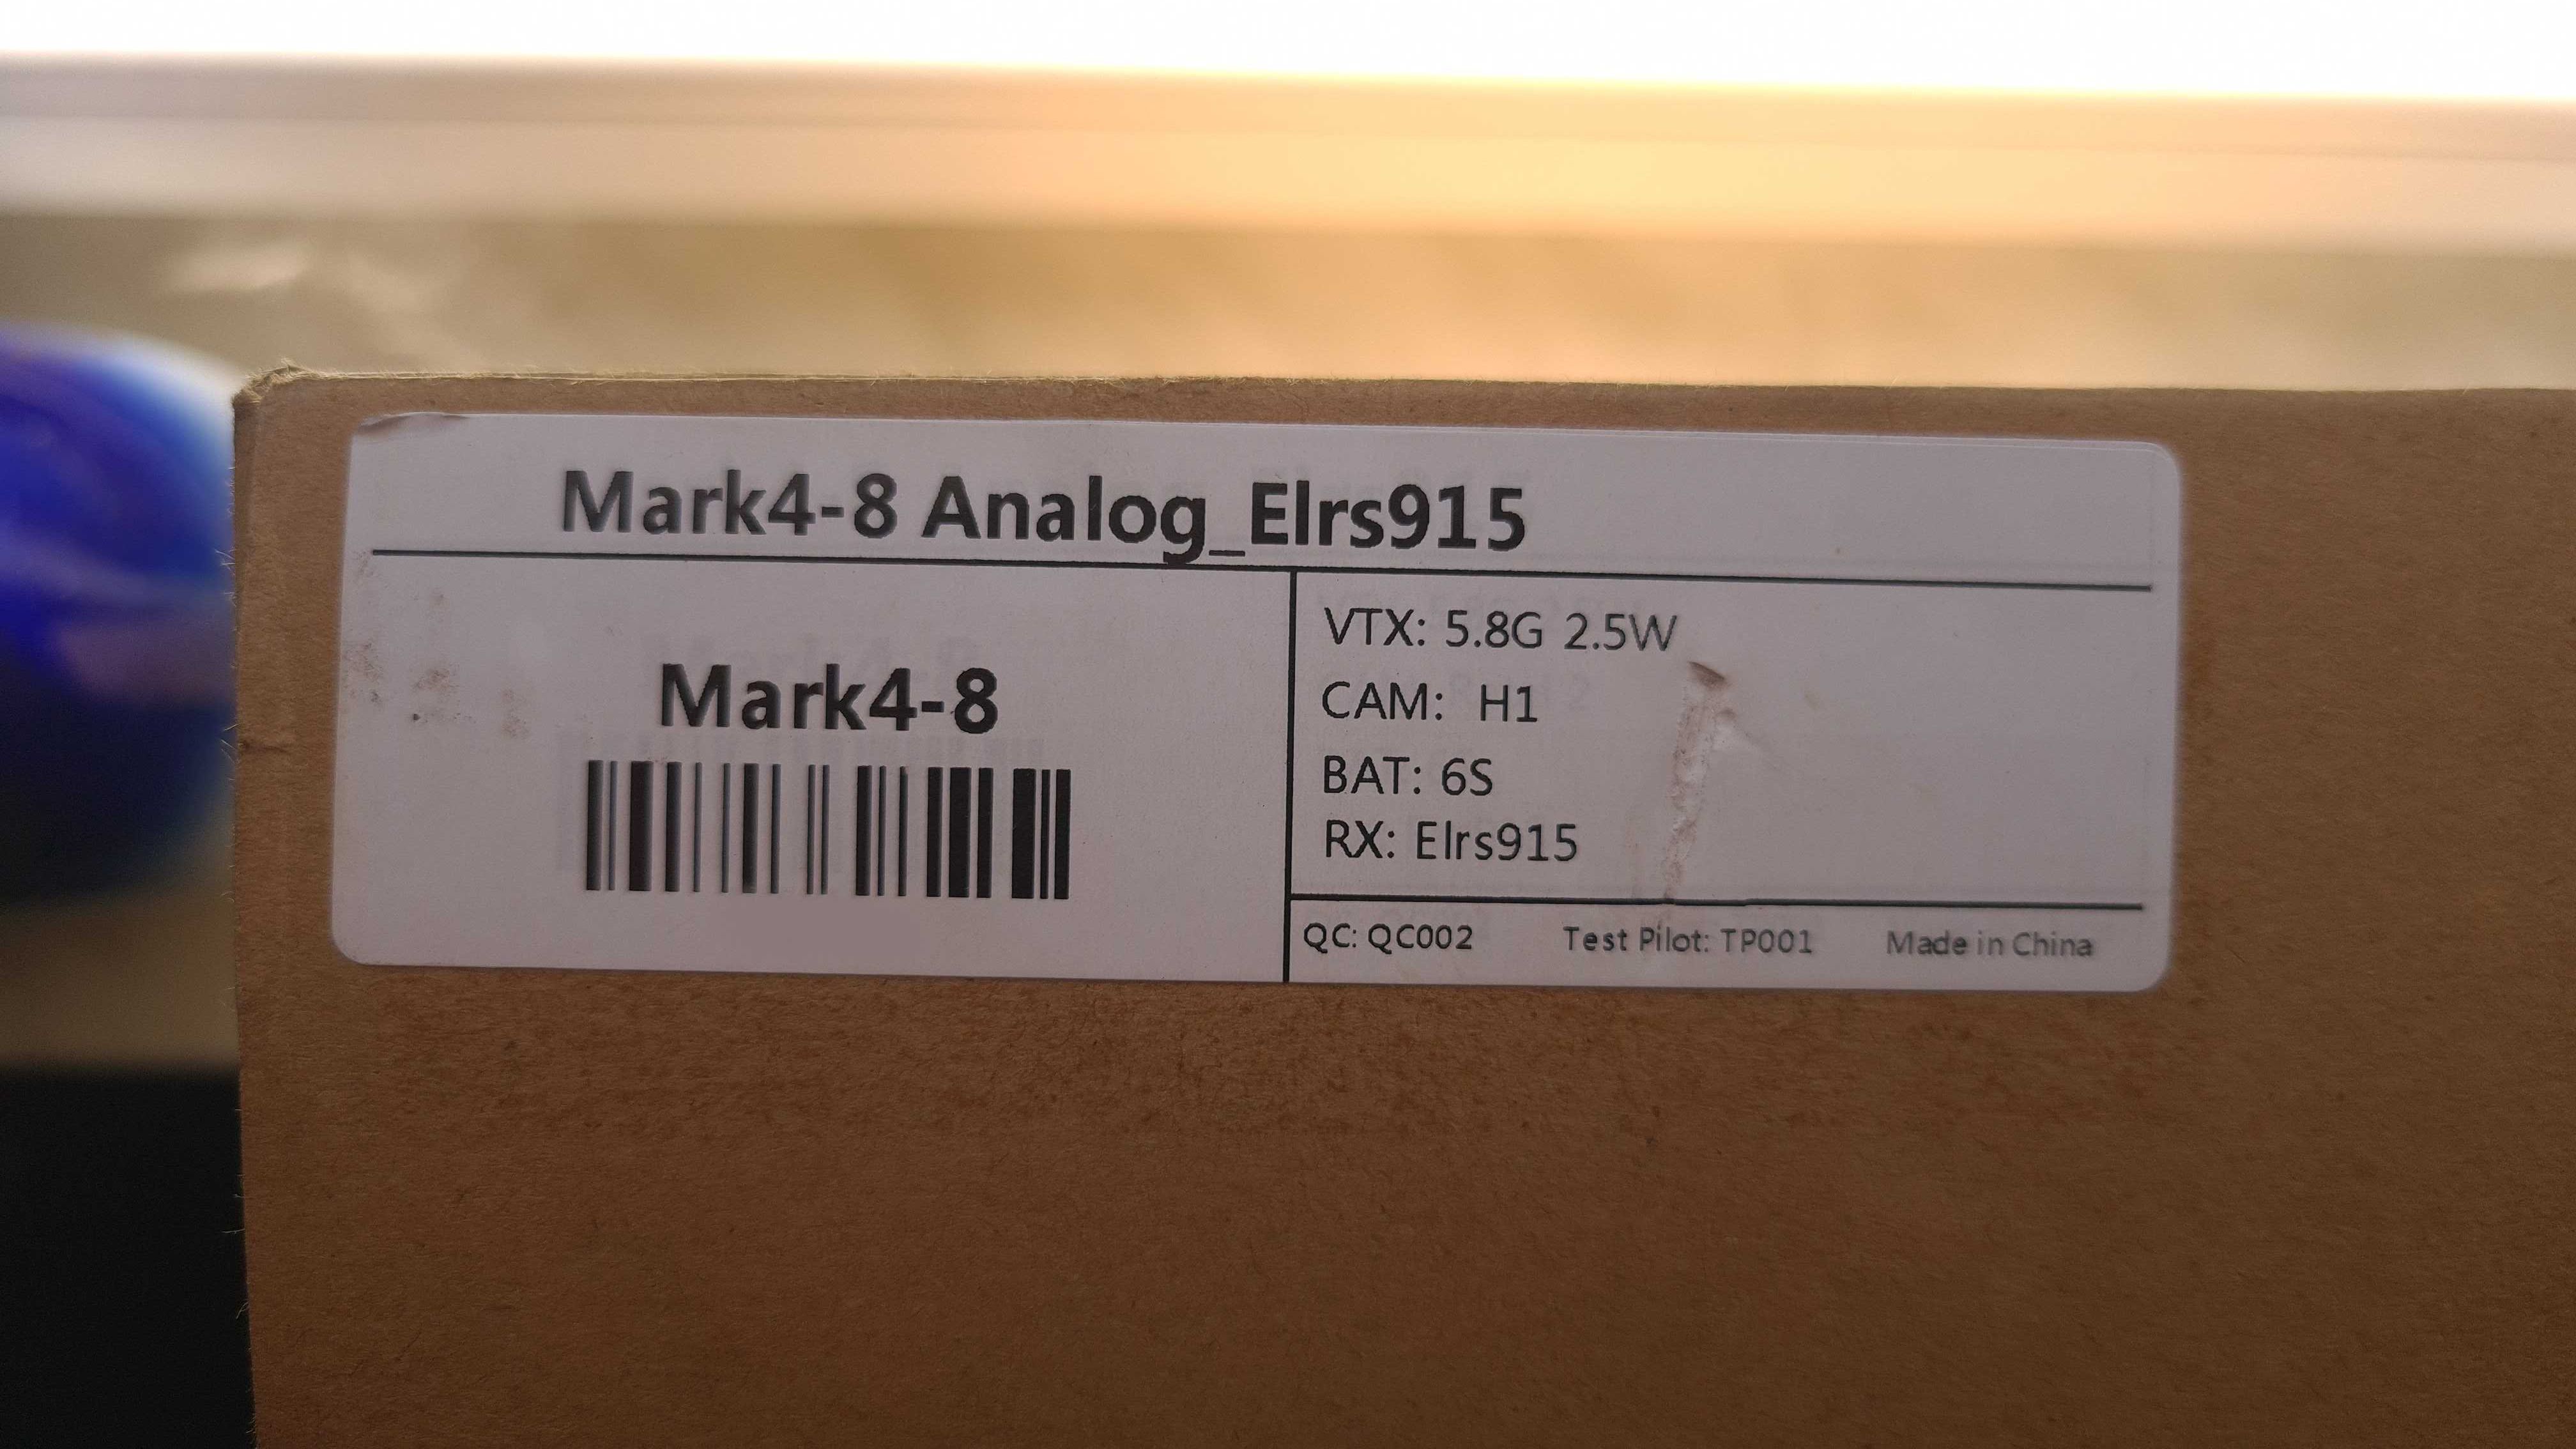 Mark4-8 Analog_Elrs915
Mark4-8
VTX: 5.8G 2.5W
CAM: H1
BAT: 6S
RX: Elrs915
QC: QC002 Test Pilot: TP001 Made in China